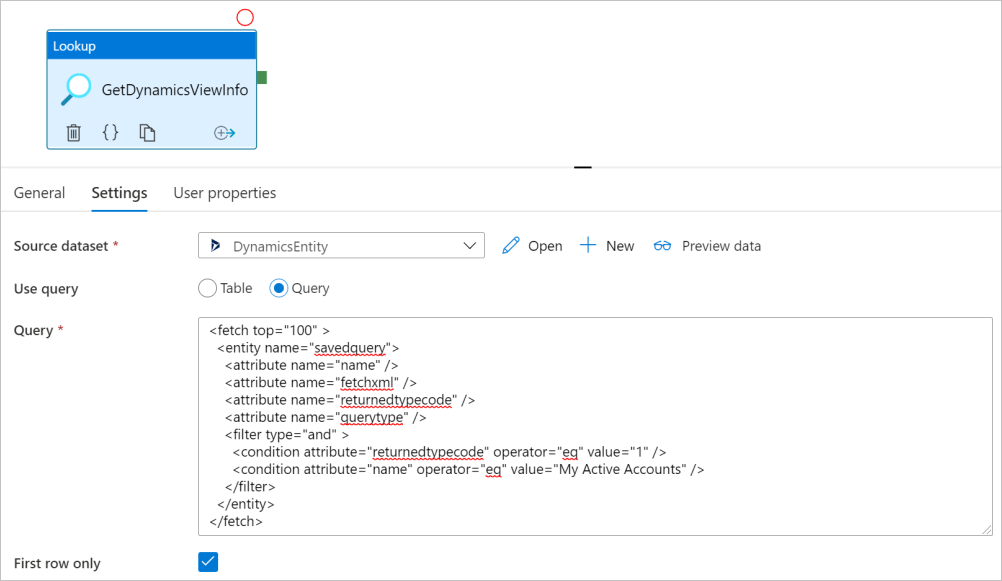 Lookup
GetDynamicsViewInfo
{}
General Settings User properties
Source dataset * DynamicsEntity Open New Preview data
Use query Table Query
Query *
<fetch top="100" >
<entity name="savedquery">
<attribute name="name" />
<attribute name="fetchxml" />
<attribute name="returnedtypecode" />
<attribute name="querytype" />
<filter type="and" >
<condition attribute="returnedtypecode" operator="eq" value="1" />
<condition attribute="name" operator="eq" value="My Active Accounts" />
</filter>
</entity>
</fetch>
First row only